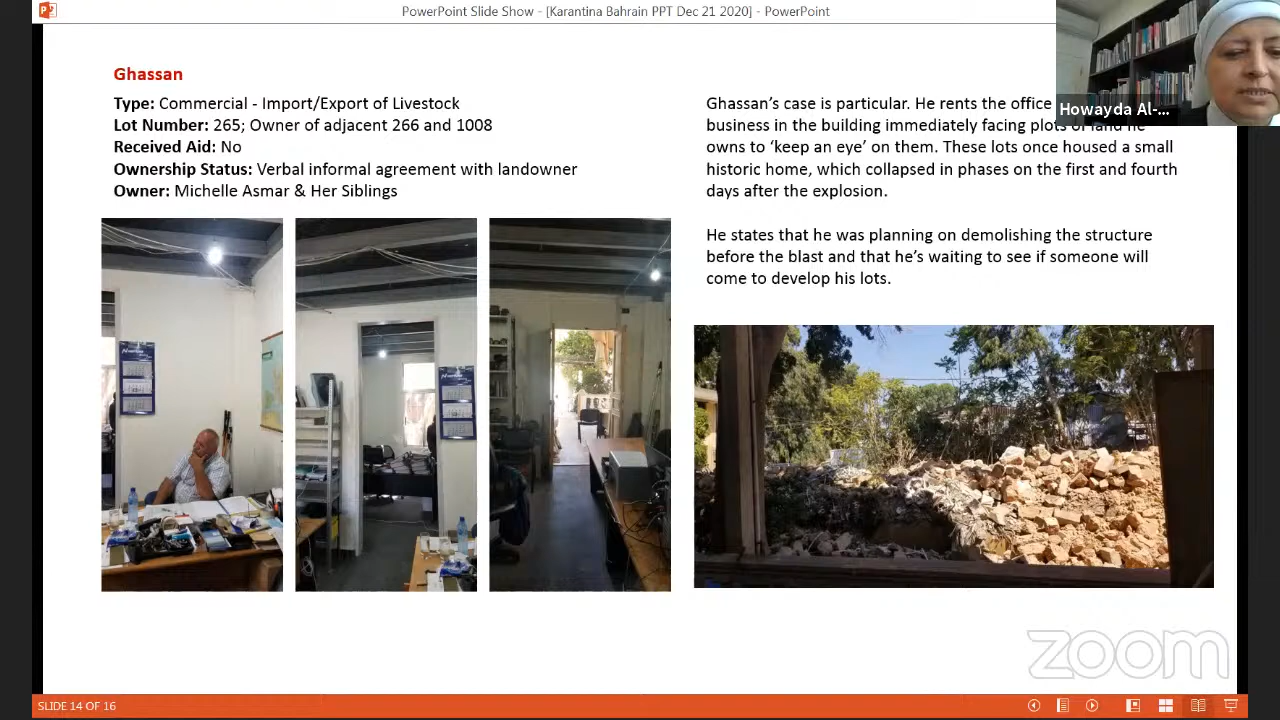 PowerPoint Slide Show - [Karantina Bahrain PPT Dec 21 2020] - PowerPoint
Howayda Al-...
Ghassan
Type: Commercial - Import/Export of Livestock
Lot Number: 265; Owner of adjacent 266 and 1008
Received Aid: No
Ownership Status: Verbal informal agreement with landowner
Owner: Michelle Asmar & Her Siblings
Ghassan’s case is particular. He rents the office
business in the building immediately facing plots of land he
owns to ‘keep an eye’ on them. These lots once housed a small
historic home, which collapsed in phases on the first and fourth
days after the explosion.
He states that he was planning on demolishing the structure
before the blast and that he’s waiting to see if someone will
come to develop his lots.
zoom
SLIDE 14 OF 16